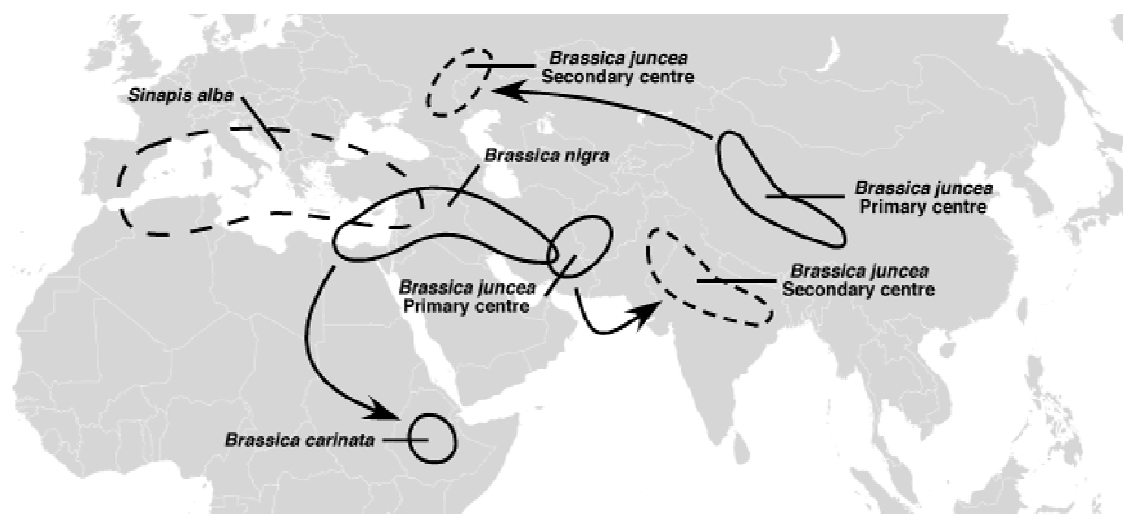 Brassica juncea
Secondary centre
Sinapis alba
Brassica nigra
Brassica juncea
Primary centre
Brassica juncea
Secondary centre
Brassica juncea
Primary centre
Brassica carinata